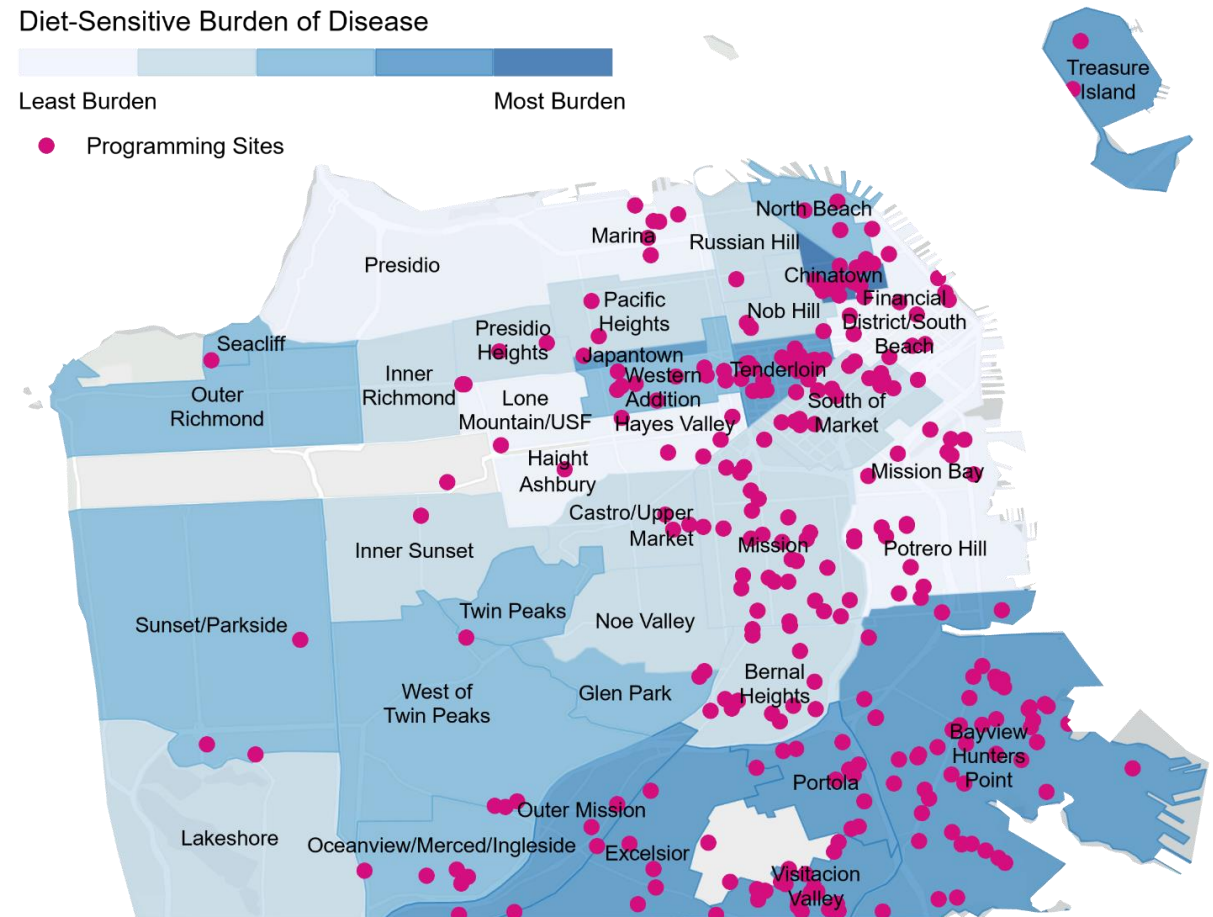 Diet-Sensitive Burden of Disease
Least Burden
Most Burden
Programming Sites
Treasure
Island
North Beach
Marina
Russian Hill
Presidio
Chinatown
Pacific
Heights
Financial
District/South
Beach
Nob Hill
Presidio
Heights
Seacliff
Japantown
Inner
Richmond
Western
Addition
Tenderloin
Outer
Richmond
Lone
Mountain/USF
Hayes Valley
South of
Market
Haight
Ashbury
Mission Bay
Castro/Upper
Market
Inner Sunset
Mission
Potrero Hill
Twin Peaks
Sunset/Parkside
Noe Valley
Bernal
Heights
West of
Twin Peaks
Glen Park
Bayview
Hunters
Point
Portola
Outer Mission
Lakeshore
Oceanview/Merced/Ingleside
Excelsior
Visitacion
Valley